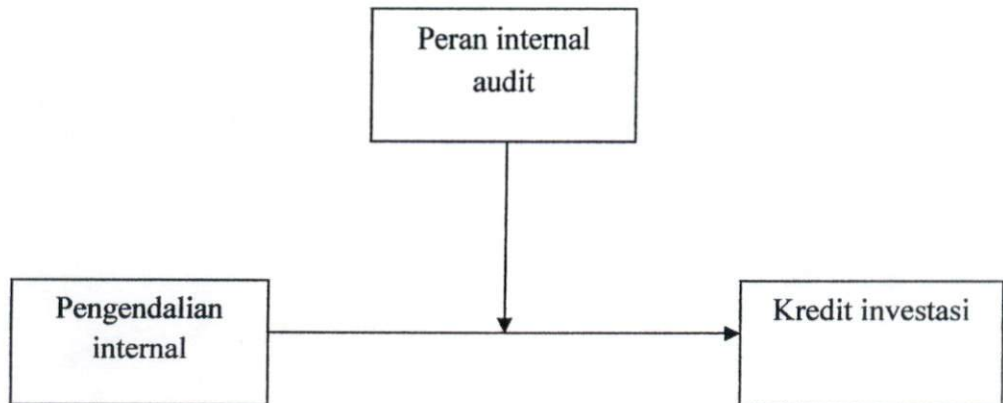 Peran internal
audit
Pengendalian
internal
Kredit investasi